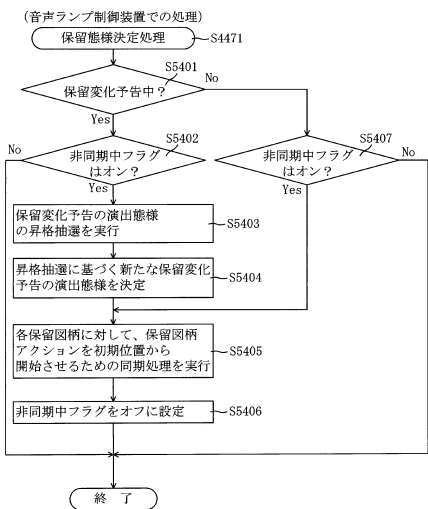 (音声ランプ制御装置での処理)
保留態様決定処理
S4471
S5401
保留変化予告中?
No
Yes
No
S5402
非同期中フラグ
はオン?
Yes
S5407
非同期中フラグ
はオン?
No
Yes
保留変化予告の演出態様
の昇格抽選を実行
S5403
昇格抽選に基づく新たな保留変化
予告の演出態様を決定
S5404
各保留図柄に対して、保留図柄
アクションを初期位置から
開始させるための同期処理を実行
S5405
非同期中フラグをオフに設定
S5406
終 了